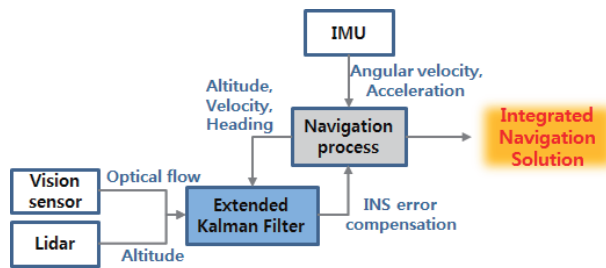 IMU
Angular velocity,
Acceleration
Altitude,
Velocity,
Heading
Navigation
process
Integrated
Navigation
Solution
Vision
sensor
Optical flow
Extended
Kalman Filter
INS error
compensation
Lidar
Altitude